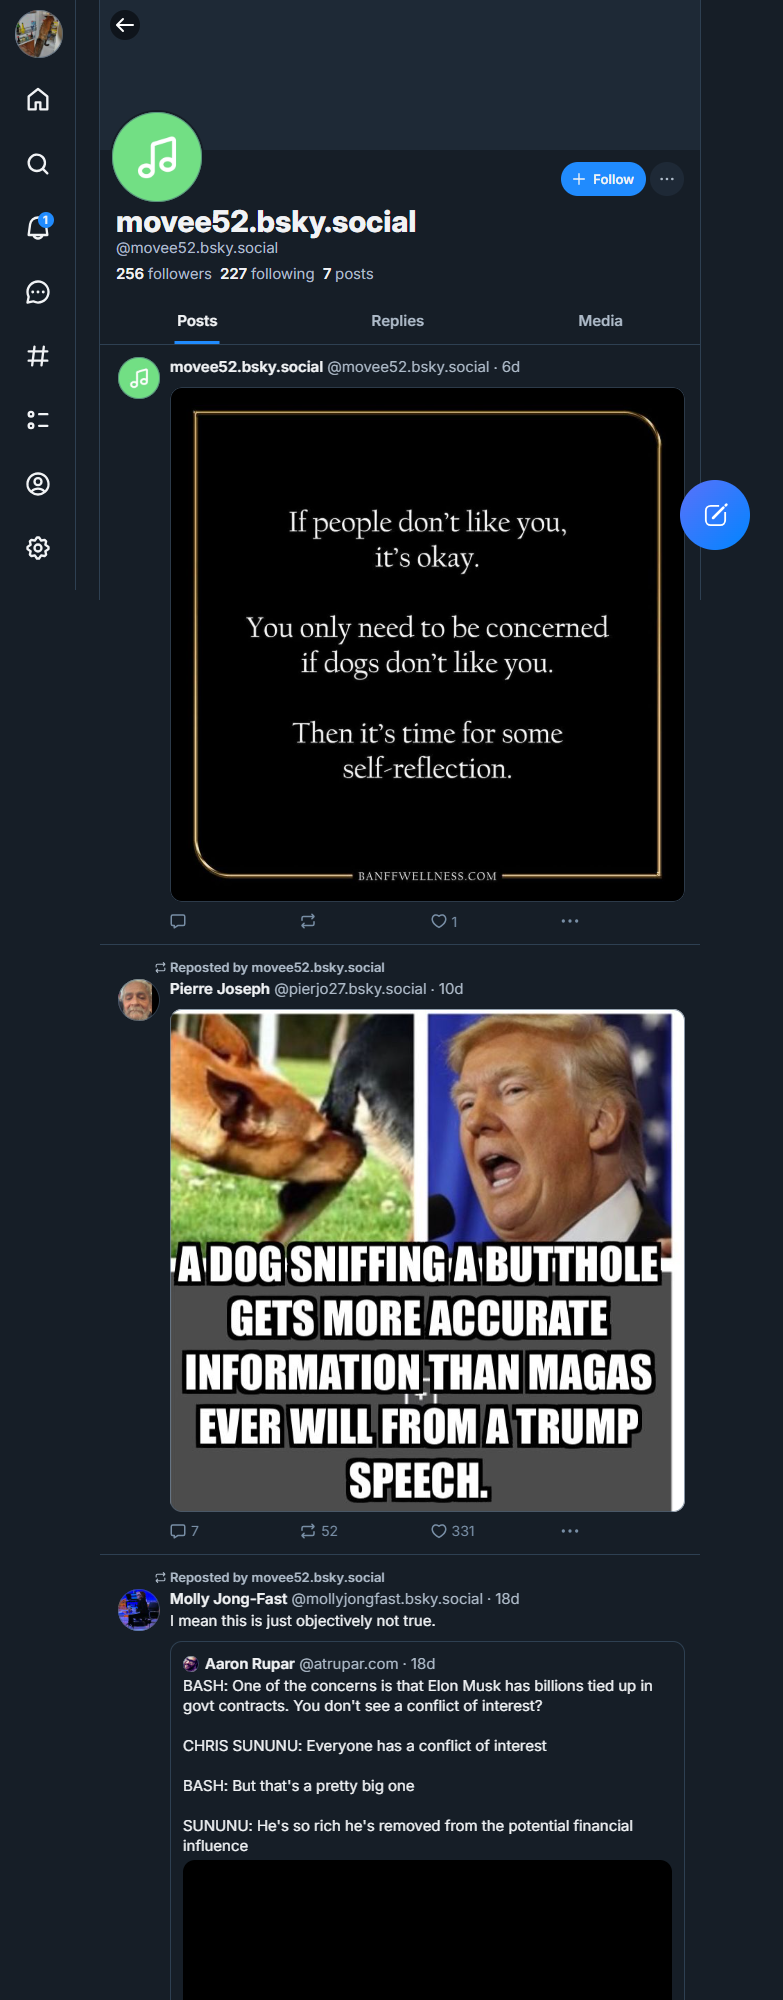 1
+ Follow
movee52.bsky.social
@movee52.bsky.social
256 followers 227 following 7 posts
Posts Replies Media
movee52.bsky.social @movee52.bsky.social · 6d
If people don’t like you,
it’s okay.
You only need to be concerned
if dogs don’t like you.
Then it’s time for some
self-reflection.
BANFFWELLNESS.COM
1
Reposted by movee52.bsky.social
Pierre Joseph @pierjo27.bsky.social · 10d
A DOG SNIFFING A BUTTHOLE
GETS MORE ACCURATE
INFORMATION THAN MAGAS
EVER WILL FROM A TRUMP
SPEECH.
7 52 331
Reposted by movee52.bsky.social
Molly Jong-Fast @mollyjongfast.bsky.social · 18d
I mean this is just objectively not true.
Aaron Rupar @atrupar.com · 18d
BASH: One of the concerns is that Elon Musk has billions tied up in
govt contracts. You don't see a conflict of interest?
CHRIS SUNUNU: Everyone has a conflict of interest
BASH: But that's a pretty big one
SUNUNU: He's so rich he's removed from the potential financial
influence